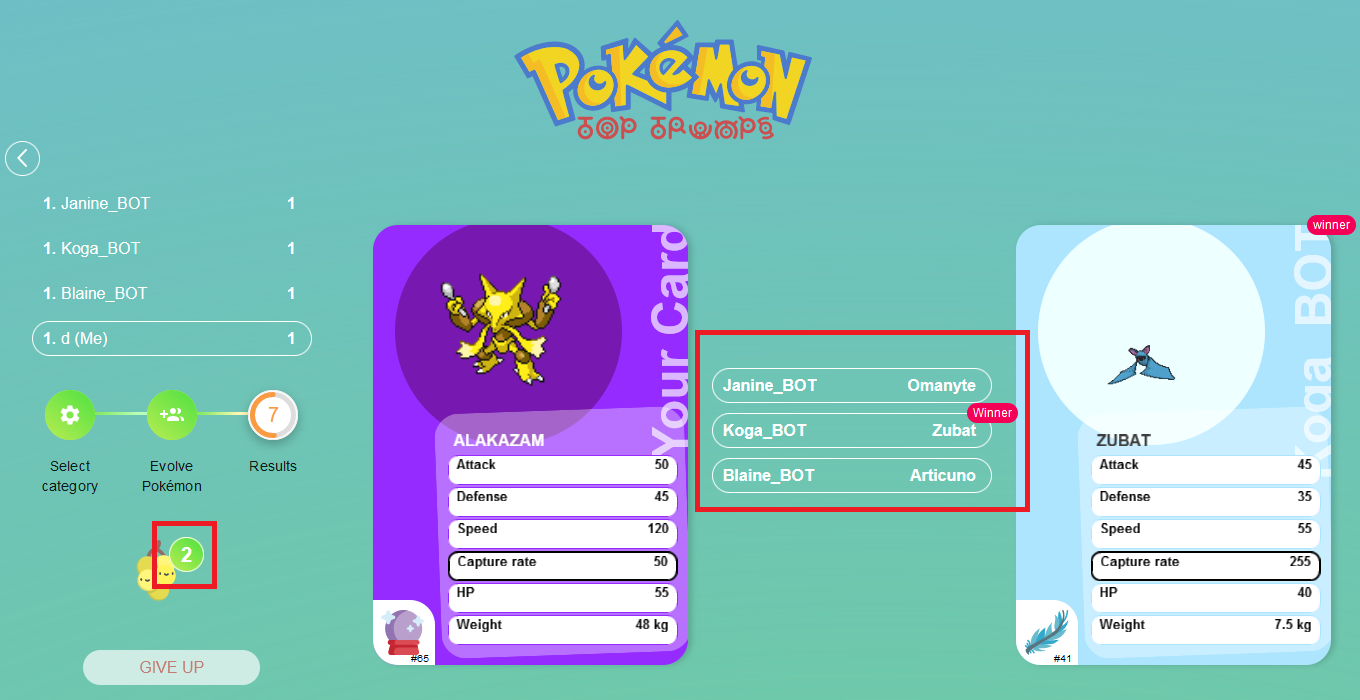 POKÉMON
TOP TRUMPS
1. Janine_BOT 1
1. Koga_BOT 1
1. Blaine_BOT 1
1. d (Me) 1
7
Select
category
Evolve
Pokémon
Results
2
GIVE UP
Your Card
ALAKAZAM
Attack 50
Defense 45
Speed 120
Capture rate 50
HP 55
Weight 48 kg
#65
Janine_BOT Omanyte
Winner
Koga_BOT Zubat
Blaine_BOT Articuno
winner
Koga BOT
ZUBAT
Attack 45
Defense 35
Speed 55
Capture rate 255
HP 40
Weight 7.5 kg
#41